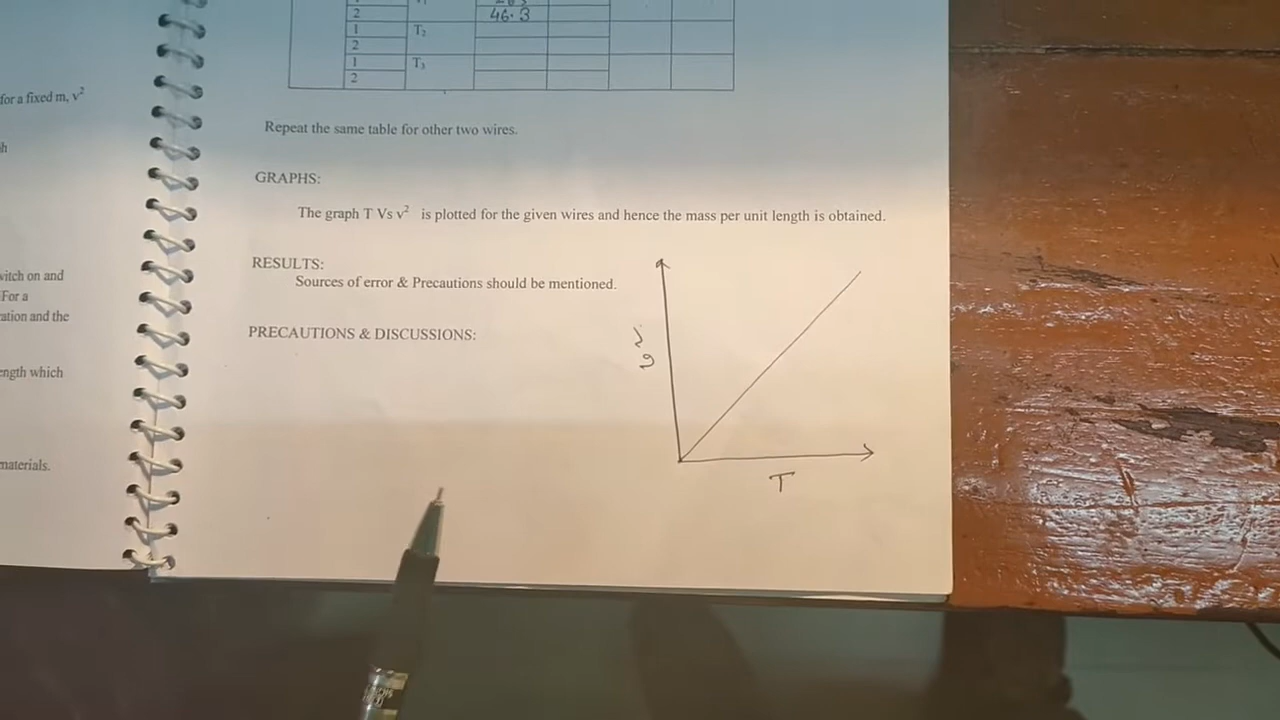 for a fixed m, v²
h
witch on and
For a
ation and the
ength which
materials.
2 46.3
1 T₂
2
1 T₃
2
Repeat the same table for other two wires.
GRAPHS:
The graph T Vs v² is plotted for the given wires and hence the mass per unit length is obtained.
RESULTS:
Sources of error & Precautions should be mentioned.
PRECAUTIONS & DISCUSSIONS:
T